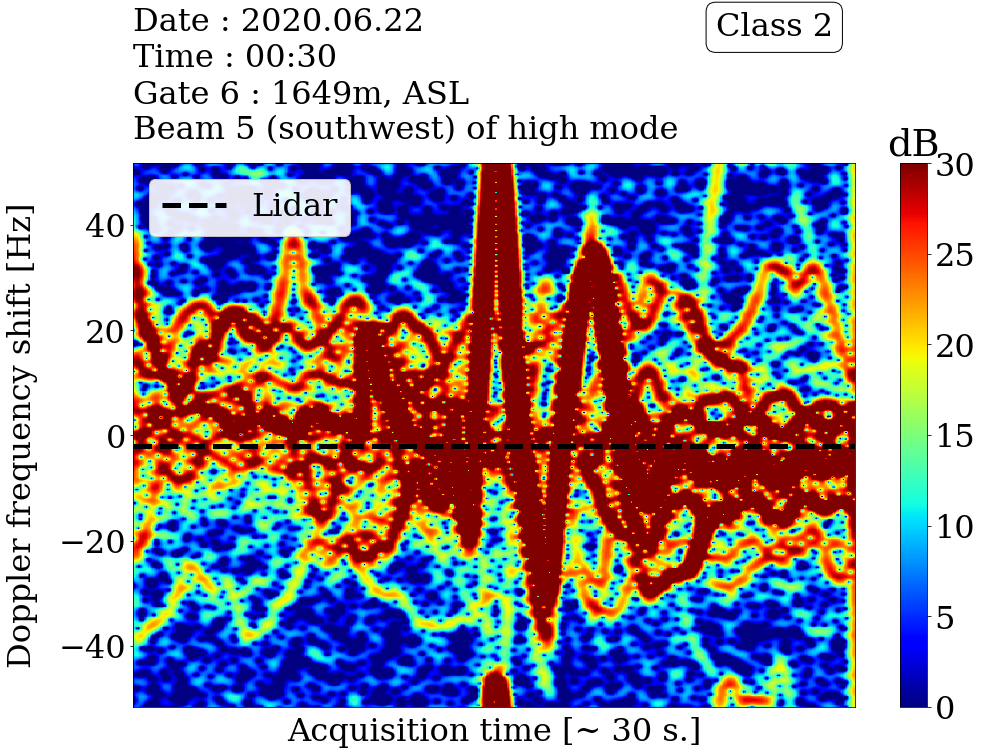 Date : 2020.06.22
Time : 00:30
Gate 6 : 1649m, ASL
Beam 5 (southwest) of high mode
Class 2
dB
Lidar
Doppler frequency shift [Hz]
40
20
0
−20
−40
Acquisition time [~ 30 s.]
30
25
20
15
10
5
0